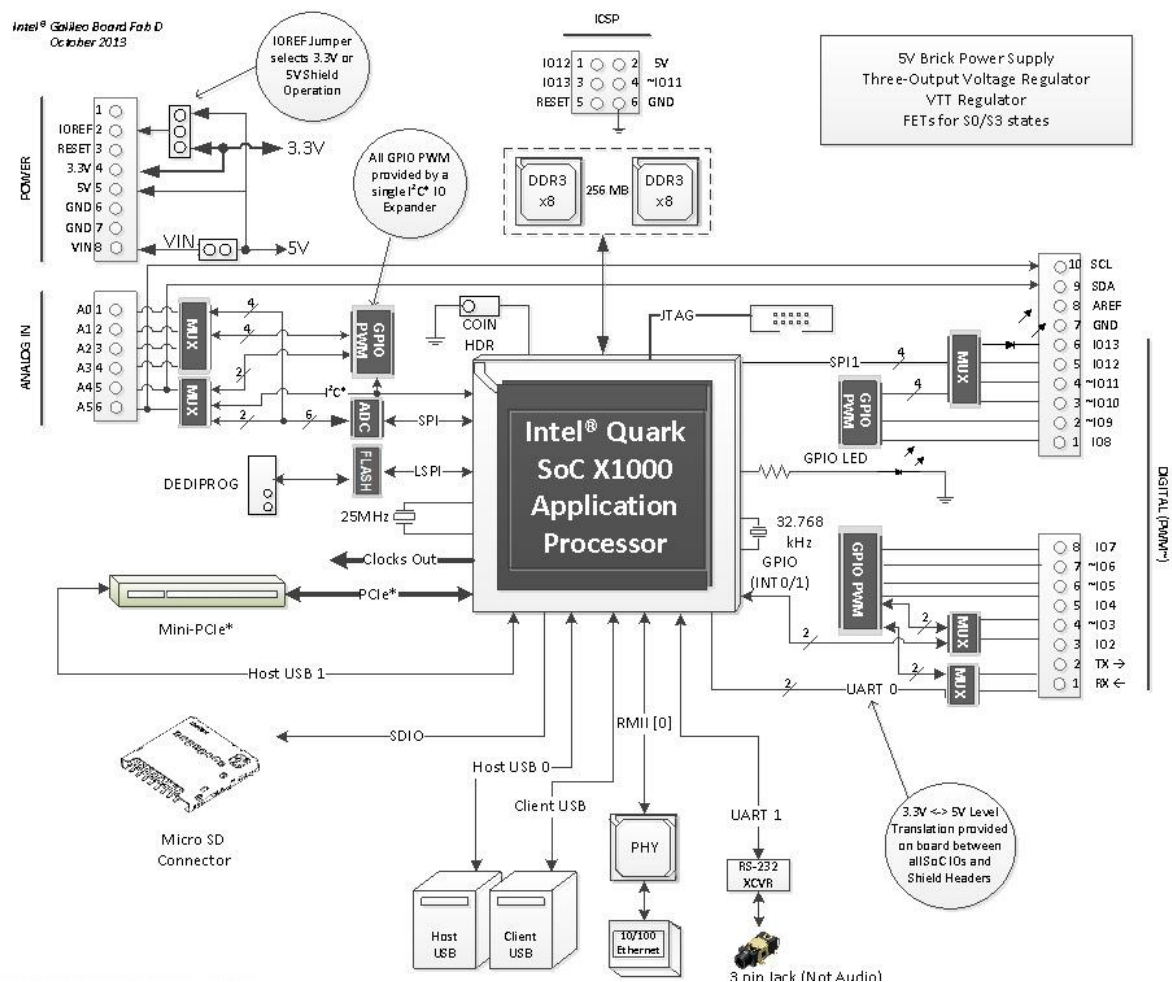 Intel® Galileo Board Fab D
October 2013
IOREF Jumper
selects 3.3V or
5V Shield
Operation
ICSP
IO12 1 2 5V
IO13 3 4 ~IO11
RESET 5 6 GND
5V Brick Power Supply
Three-Output Voltage Regulator
VTT Regulator
FETs for S0/S3 states
POWER
1
IOREF 2
RESET 3
3.3V 4
5V 5
GND 6
GND 7
VIN 8
3.3V
VIN
5V
All GPIO PWM
provided by a
single I²C* IO
Expander
DDR3
x8
256 MB
DDR3
x8
ANALOG IN
A0 1
A1 2
A2 3
A3 4
A4 5
A5 6
MUX
MUX
4
4
2
2
6
GPIO
PWM
I²C*
ADC
SPI
FLASH
LSPI
DEDIPROG
COIN
HDR
JTAG
25MHz
Clocks Out
PCIe*
Mini-PCIe*
Intel® Quark
SoC X1000
Application
Processor
SPI1
4
MUX
4
GPIO
PWM
GPIO LED
32.768
kHz
GPIO
(INT0/1)
10 SCL
9 SDA
8 AREF
7 GND
6 IO13
5 IO12
4 ~IO11
3 ~IO10
2 ~IO9
1 IO8
DIGITAL (PWM~)
GPIO PWM
8 IO7
7 ~IO6
6 ~IO5
5 IO4
4 ~IO3
3 IO2
2 TX →
1 RX ←
2
MUX
2
2
MUX
2
UART 0
Host USB 1
SDIO
Micro SD
Connector
Host USB 0
Client USB
RMII [0]
UART 1
Host
USB
Client
USB
PHY
10/100
Ethernet
RS-232
XCVR
3 pin Jack (Not Audio)
3.3V <-> 5V Level
Translation provided
on board between
all SoC IOs and
Shield Headers